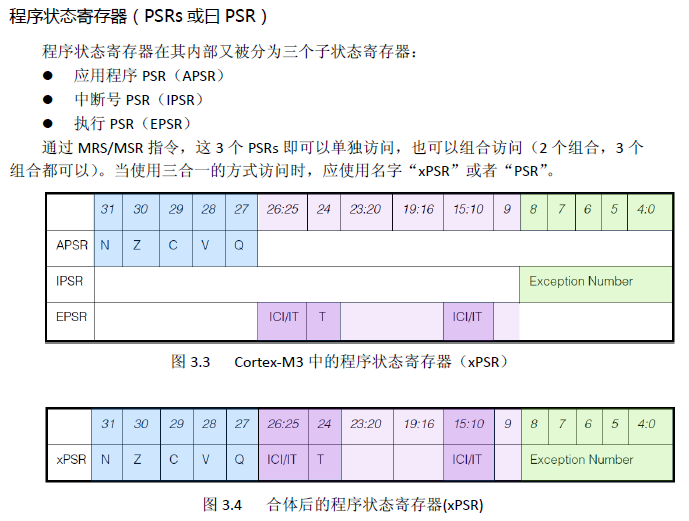 程序状态寄存器（PSRs 或曰 PSR）
程序状态寄存器在其内部又被分为三个子状态寄存器：
● 应用程序 PSR（APSR）
● 中断号 PSR（IPSR）
● 执行 PSR（EPSR）
通过 MRS/MSR 指令，这 3 个 PSRs 即可以单独访问，也可以组合访问（2 个组合，3 个
组合都可以）。当使用三合一的方式访问时，应使用名字“xPSR”或者“PSR”。
31 30 29 28 27 26:25 24 23:20 19:16 15:10 9 8 7 6 5 4:0
APSR N Z C V Q
IPSR Exception Number
EPSR ICI/IT T ICI/IT
图 3.3 Cortex-M3 中的程序状态寄存器（xPSR）
31 30 29 28 27 26:25 24 23:20 19:16 15:10 9 8 7 6 5 4:0
xPSR N Z C V Q ICI/IT T ICI/IT Exception Number
图 3.4 合体后的程序状态寄存器(xPSR)